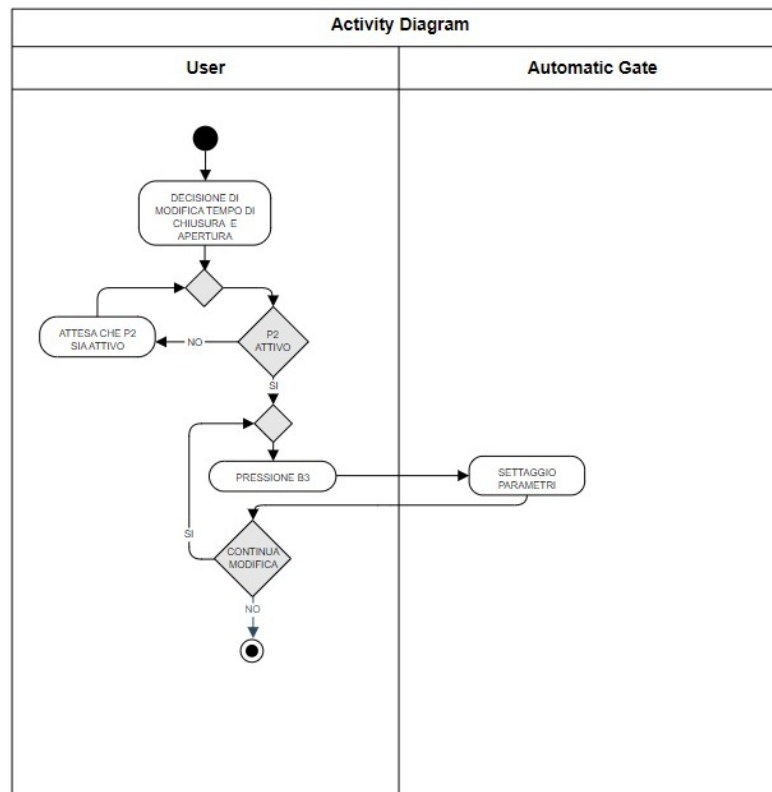 Activity Diagram
User
Automatic Gate
DECISIONE DI
MODIFICA TEMPO DI
CHIUSURA E
APERTURA
ATTESA CHE P2
SIA ATTIVO
NO
P2
ATTIVO
SI
PRESSIONE B3
SETTAGGIO
PARAMETRI
SI
CONTINUA
MODIFICA
NO